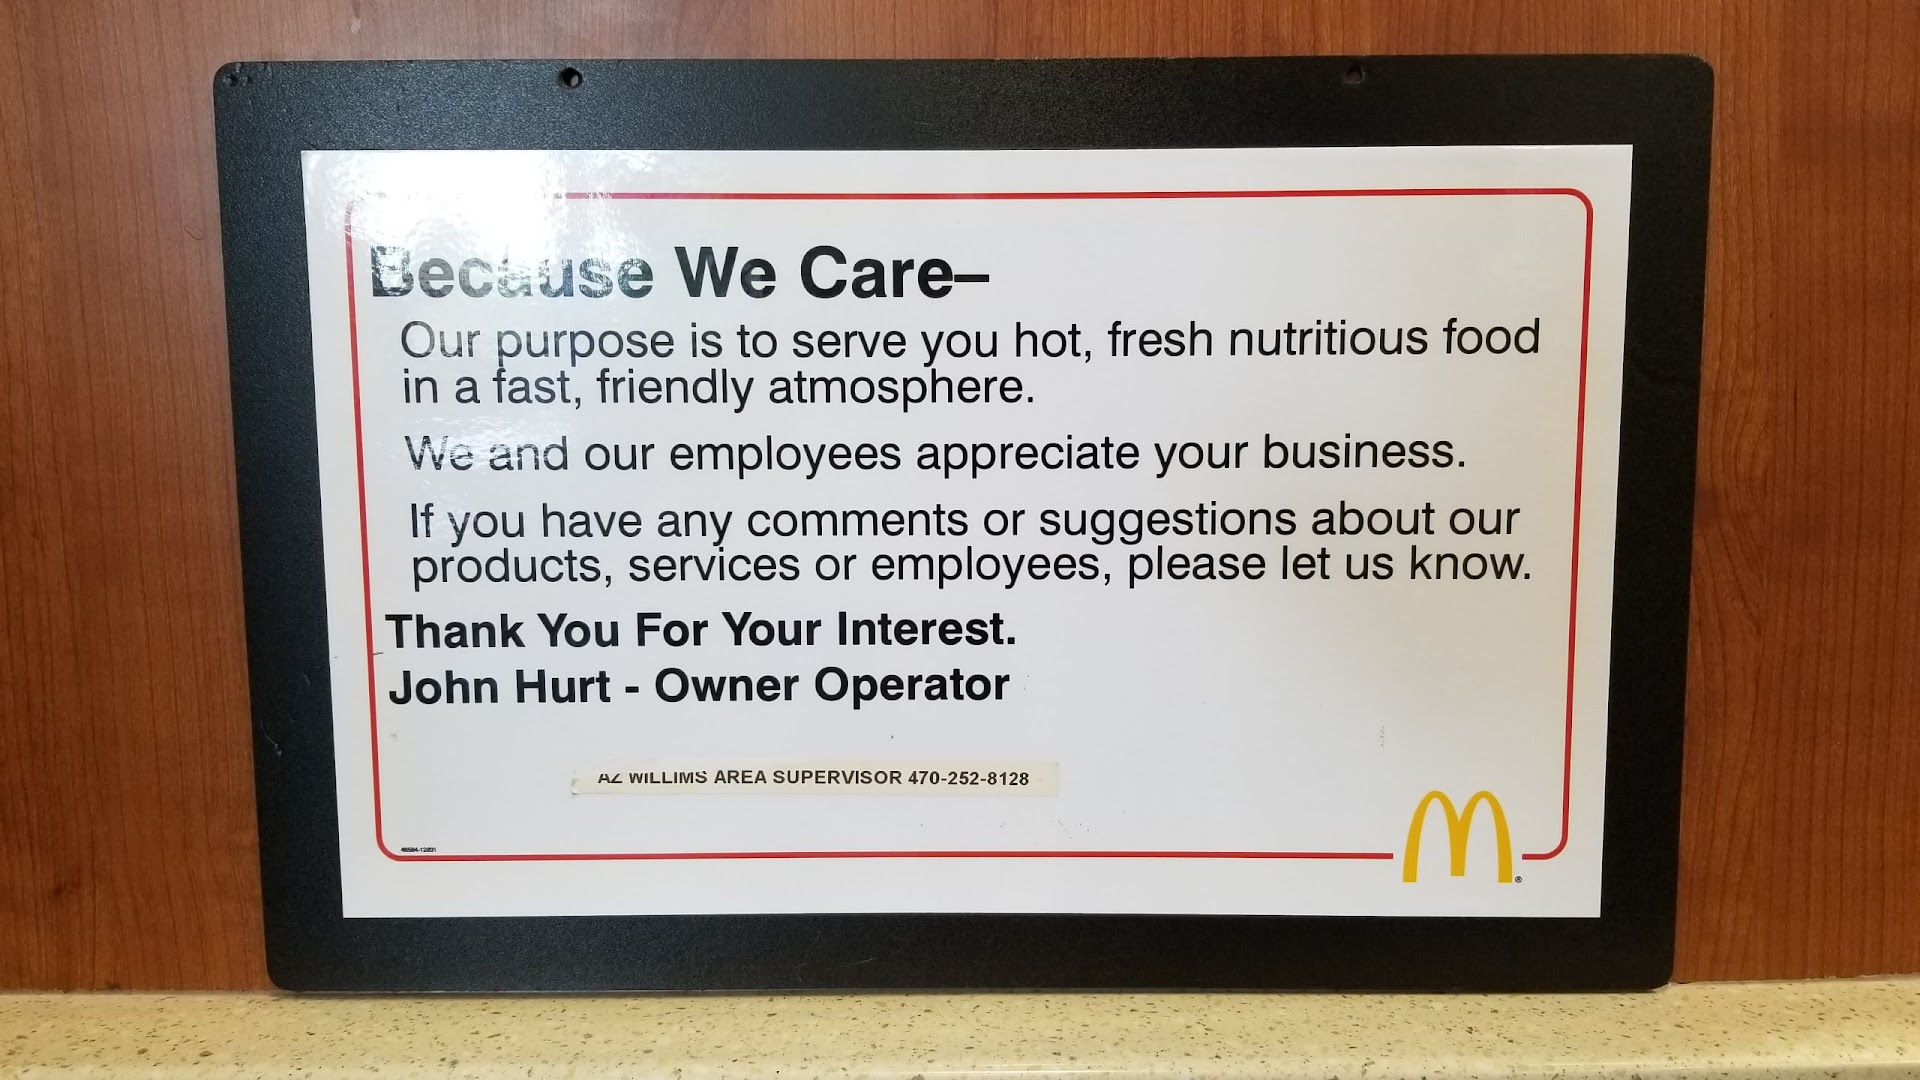 Because We Care–
Our purpose is to serve you hot, fresh nutritious food
in a fast, friendly atmosphere.
We and our employees appreciate your business.
If you have any comments or suggestions about our
products, services or employees, please let us know.
Thank You For Your Interest.
John Hurt - Owner Operator
AZ WILLIMS AREA SUPERVISOR 470-252-8128